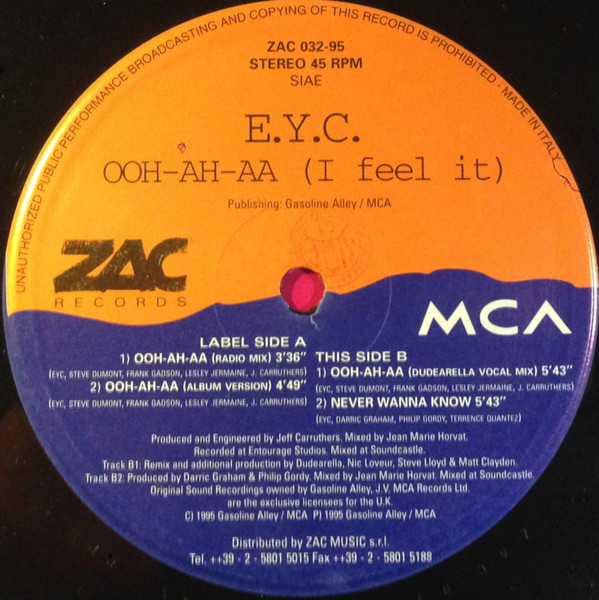 UNAUTHORIZED PUBLIC PERFORMANCE BROADCASTING AND COPYING OF THIS RECORD IS PROHIBITED - MADE IN ITALY
ZAC 032-95
STEREO 45 RPM
SIAE
E.Y.C.
OOH-AH-AA (I feel it)
Publishing: Gasoline Alley / MCA
ZAC
RECORDS
MCA
LABEL SIDE A
1) OOH-AH-AA (RADIO MIX) 3'36"
(EYC, STEVE DUMONT, FRANK GADSON, LESLEY JERMAINE, J. CARRUTHERS)
2) OOH-AH-AA (ALBUM VERSION) 4'49"
(EYC, STEVE DUMONT, FRANK GADSON, LESLEY JERMAINE, J. CARRUTHERS)
THIS SIDE B
1) OOH-AH-AA (DUDEARELLA VOCAL MIX) 5'43"
(EYC, STEVE DUMONT, FRANK GADSON, LESLEY JERMAINE, J. CARRUTHERS)
2) NEVER WANNA KNOW 5'43"
(EYC, DARRIC GRAHAM, PHILIP GORDY, TERRENCE QUANTEZ)
Produced and Engineered by Jeff Carruthers. Mixed by Jean Marie Horvat.
Recorded at Entourage Studios. Mixed at Soundcastle.
Track B1: Remix and additional production by Dudearella, Nic Loveur, Steve Lloyd & Matt Clayden.
Track B2: Produced by Darric Graham & Philip Gordy. Mixed by Jean Marie Horvat. Mixed at Soundcastle.
Original Sound Recordings owned by Gasoline Alley, J.V. MCA Records Ltd.
are the exclusive licensees for the U.K
C) 1995 Gasoline Alley / MCA P) 1995 Gasoline Alley / MCA
Distributed by ZAC MUSIC s.r.l.
Tel. ++39 - 2 - 5801 5015 Fax ++39 - 2 - 5801 5188